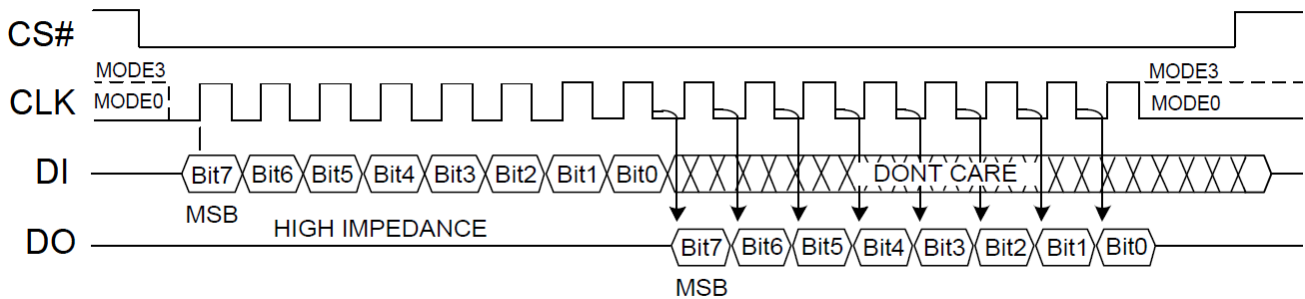 CS#
MODE3 MODE3
CLK MODE0 MODE0
DI Bit7 Bit6 Bit5 Bit4 Bit3 Bit2 Bit1 Bit0 DONT CARE
MSB
HIGH IMPEDANCE
DO Bit7 Bit6 Bit5 Bit4 Bit3 Bit2 Bit1 Bit0
MSB